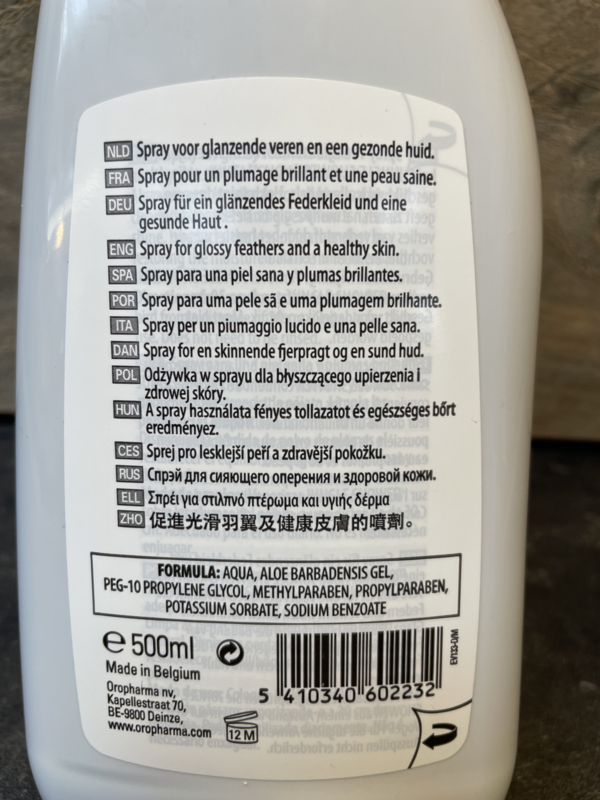 NLD Spray voor glanzende veren en een gezonde huid.
FRA Spray pour un plumage brillant et une peau saine.
DEU Spray für ein glänzendes Federkleid und eine
gesunde Haut .
ENG Spray for glossy feathers and a healthy skin.
SPA Spray para una piel sana y plumas brillantes.
POR Spray para uma pele sã e uma plumagem brilhante.
ITA Spray per un piumaggio lucido e una pelle sana.
DAN Spray for en skinnende fjerpragt og en sund hud.
POL Odżywka w sprayu dla błyszczącego upierzenia i
zdrowej skóry.
HUN A spray használata fényes tollazatot és egészséges bőrt
eredményez.
CES Sprej pro lesklejší peří a zdravější pokožku.
RUS Спрэй для сияющего оперения и здоровой кожи.
ELL Σπρέι για στιλπνό πτέρωμα και υγιής δέρμα
ZHO 促進光滑羽翼及健康皮膚的噴劑。
FORMULA: AQUA, ALOE BARBADENSIS GEL,
PEG-10 PROPYLENE GLYCOL, METHYLPARABEN, PROPYLPARABEN,
POTASSIUM SORBATE, SODIUM BENZOATE
℮ 500ml
Made in Belgium
Oropharma nv,
Kapellestraat 70,
BE-9800 Deinze,
www.oropharma.com
12 M
5 410340 602232
EV133-D/M